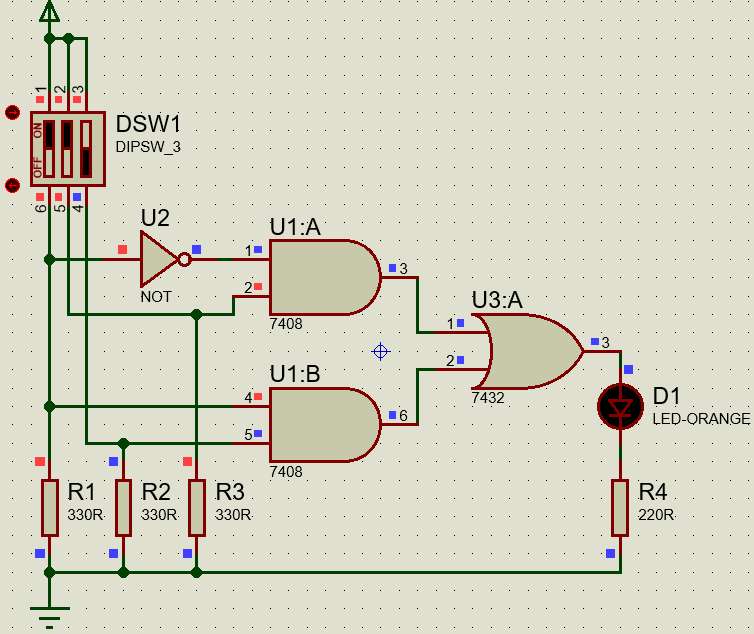 1 2 3
ON
OFF
DSW1
DIPSW_3
6 5 4
U2
NOT
U1:A
1
2
3
7408
U3:A
1
2
3
7432
U1:B
4
5
6
7408
D1
LED-ORANGE
R1
330R
R2
330R
R3
330R
R4
220R